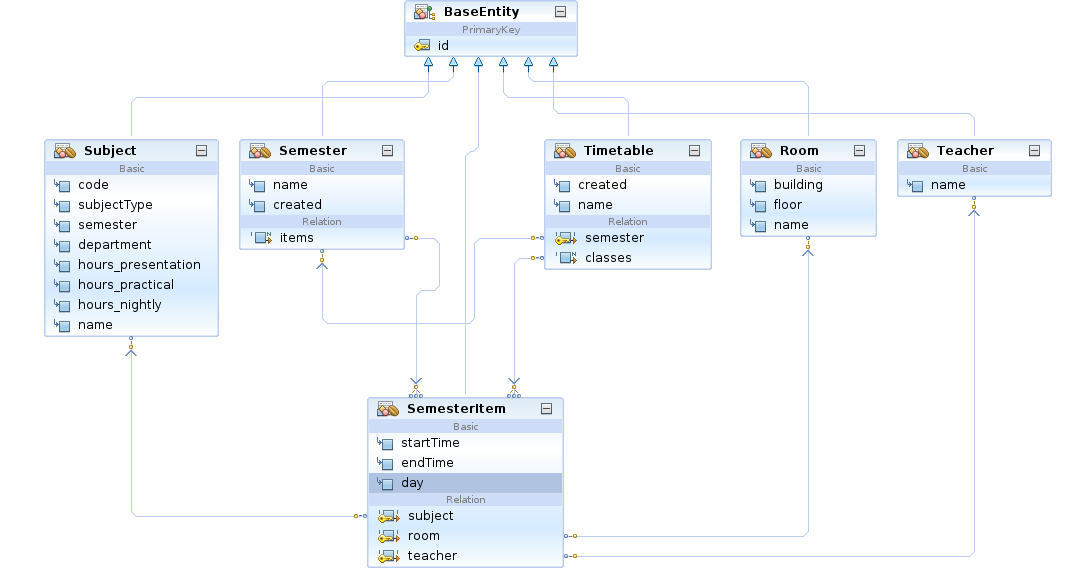 BaseEntity
PrimaryKey
id
Subject
Basic
code
subjectType
semester
department
hours_presentation
hours_practical
hours_nightly
name
Semester
Basic
name
created
Relation
items
Timetable
Basic
created
name
Relation
semester
classes
Room
Basic
building
floor
name
Teacher
Basic
name
SemesterItem
Basic
startTime
endTime
day
Relation
subject
room
teacher